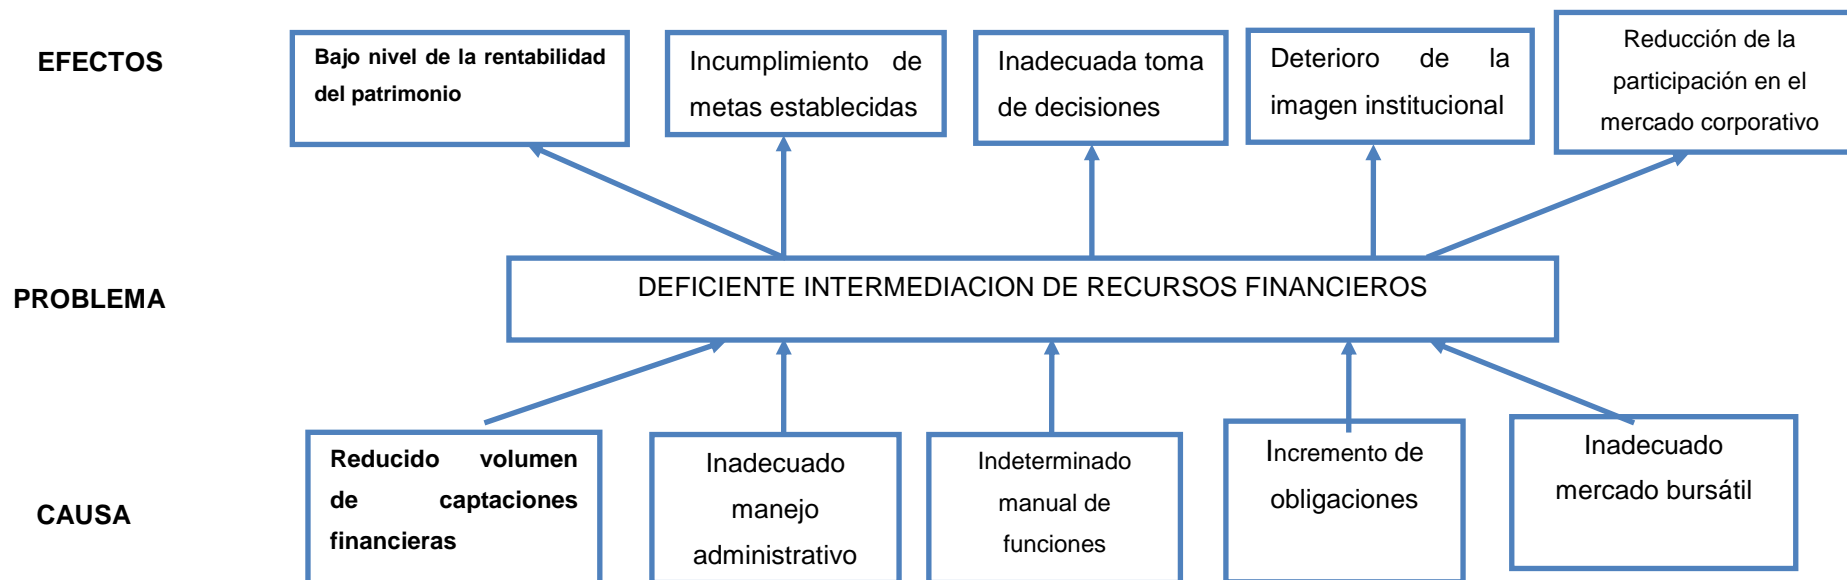 EFECTOS
Bajo nivel de la rentabilidad
del patrimonio
Incumplimiento de
metas establecidas
Inadecuada toma
de decisiones
Deterioro de la
imagen institucional
Reducción de la
participación en el
mercado corporativo
PROBLEMA
DEFICIENTE INTERMEDIACION DE RECURSOS FINANCIEROS
CAUSA
Reducido volumen
de captaciones
financieras
Inadecuado
manejo
administrativo
Indeterminado
manual de
funciones
Incremento de
obligaciones
Inadecuado
mercado bursátil